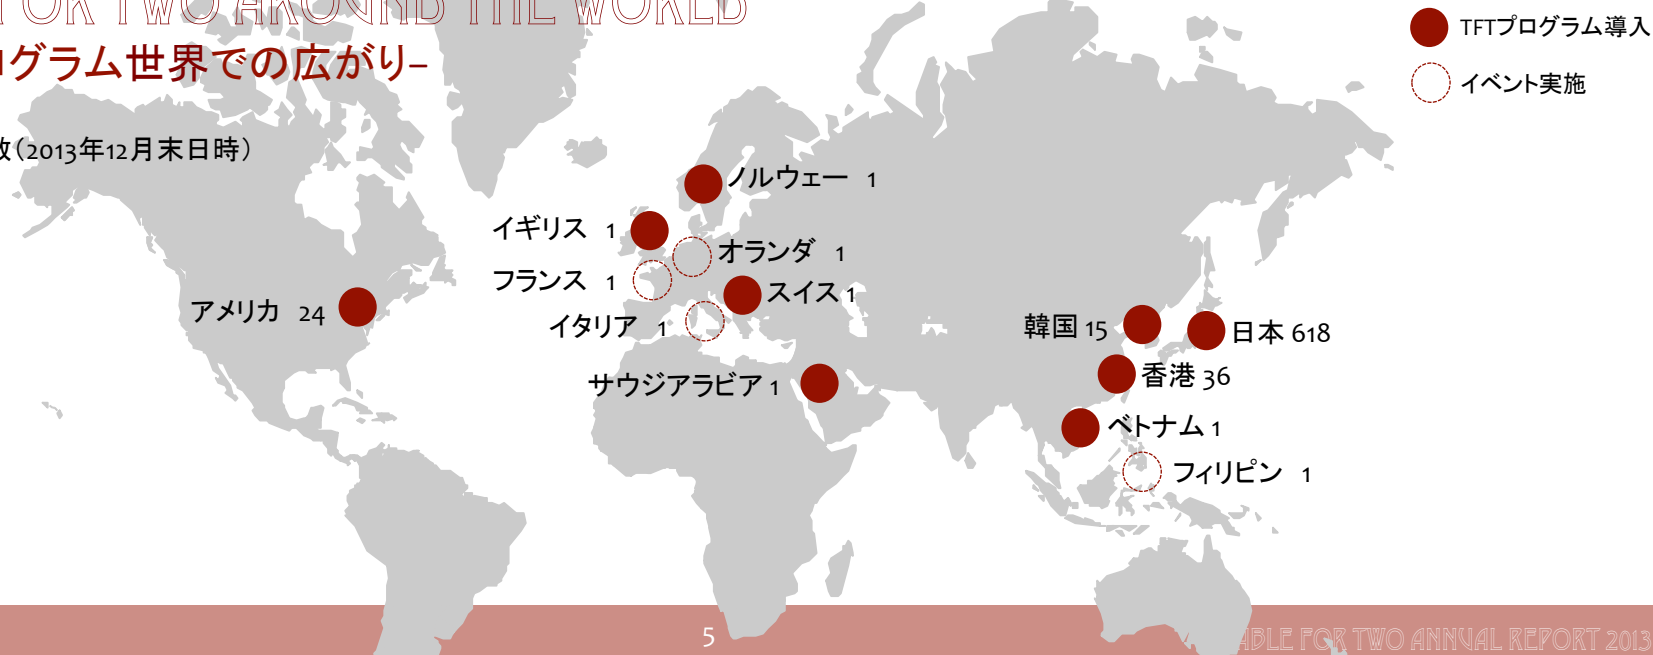 FOR TWO AROUND THE WORLD
グラム世界での広がり–
数（2013年12月末日時）
TFTプログラム導入
イベント実施
ノルウェー 1
イギリス 1
オランダ 1
フランス 1
スイス 1
アメリカ 24
イタリア 1
韓国 15
日本 618
サウジアラビア 1
香港 36
ベトナム 1
フィリピン 1
5
ABLE FOR TWO ANNUAL REPORT 2013